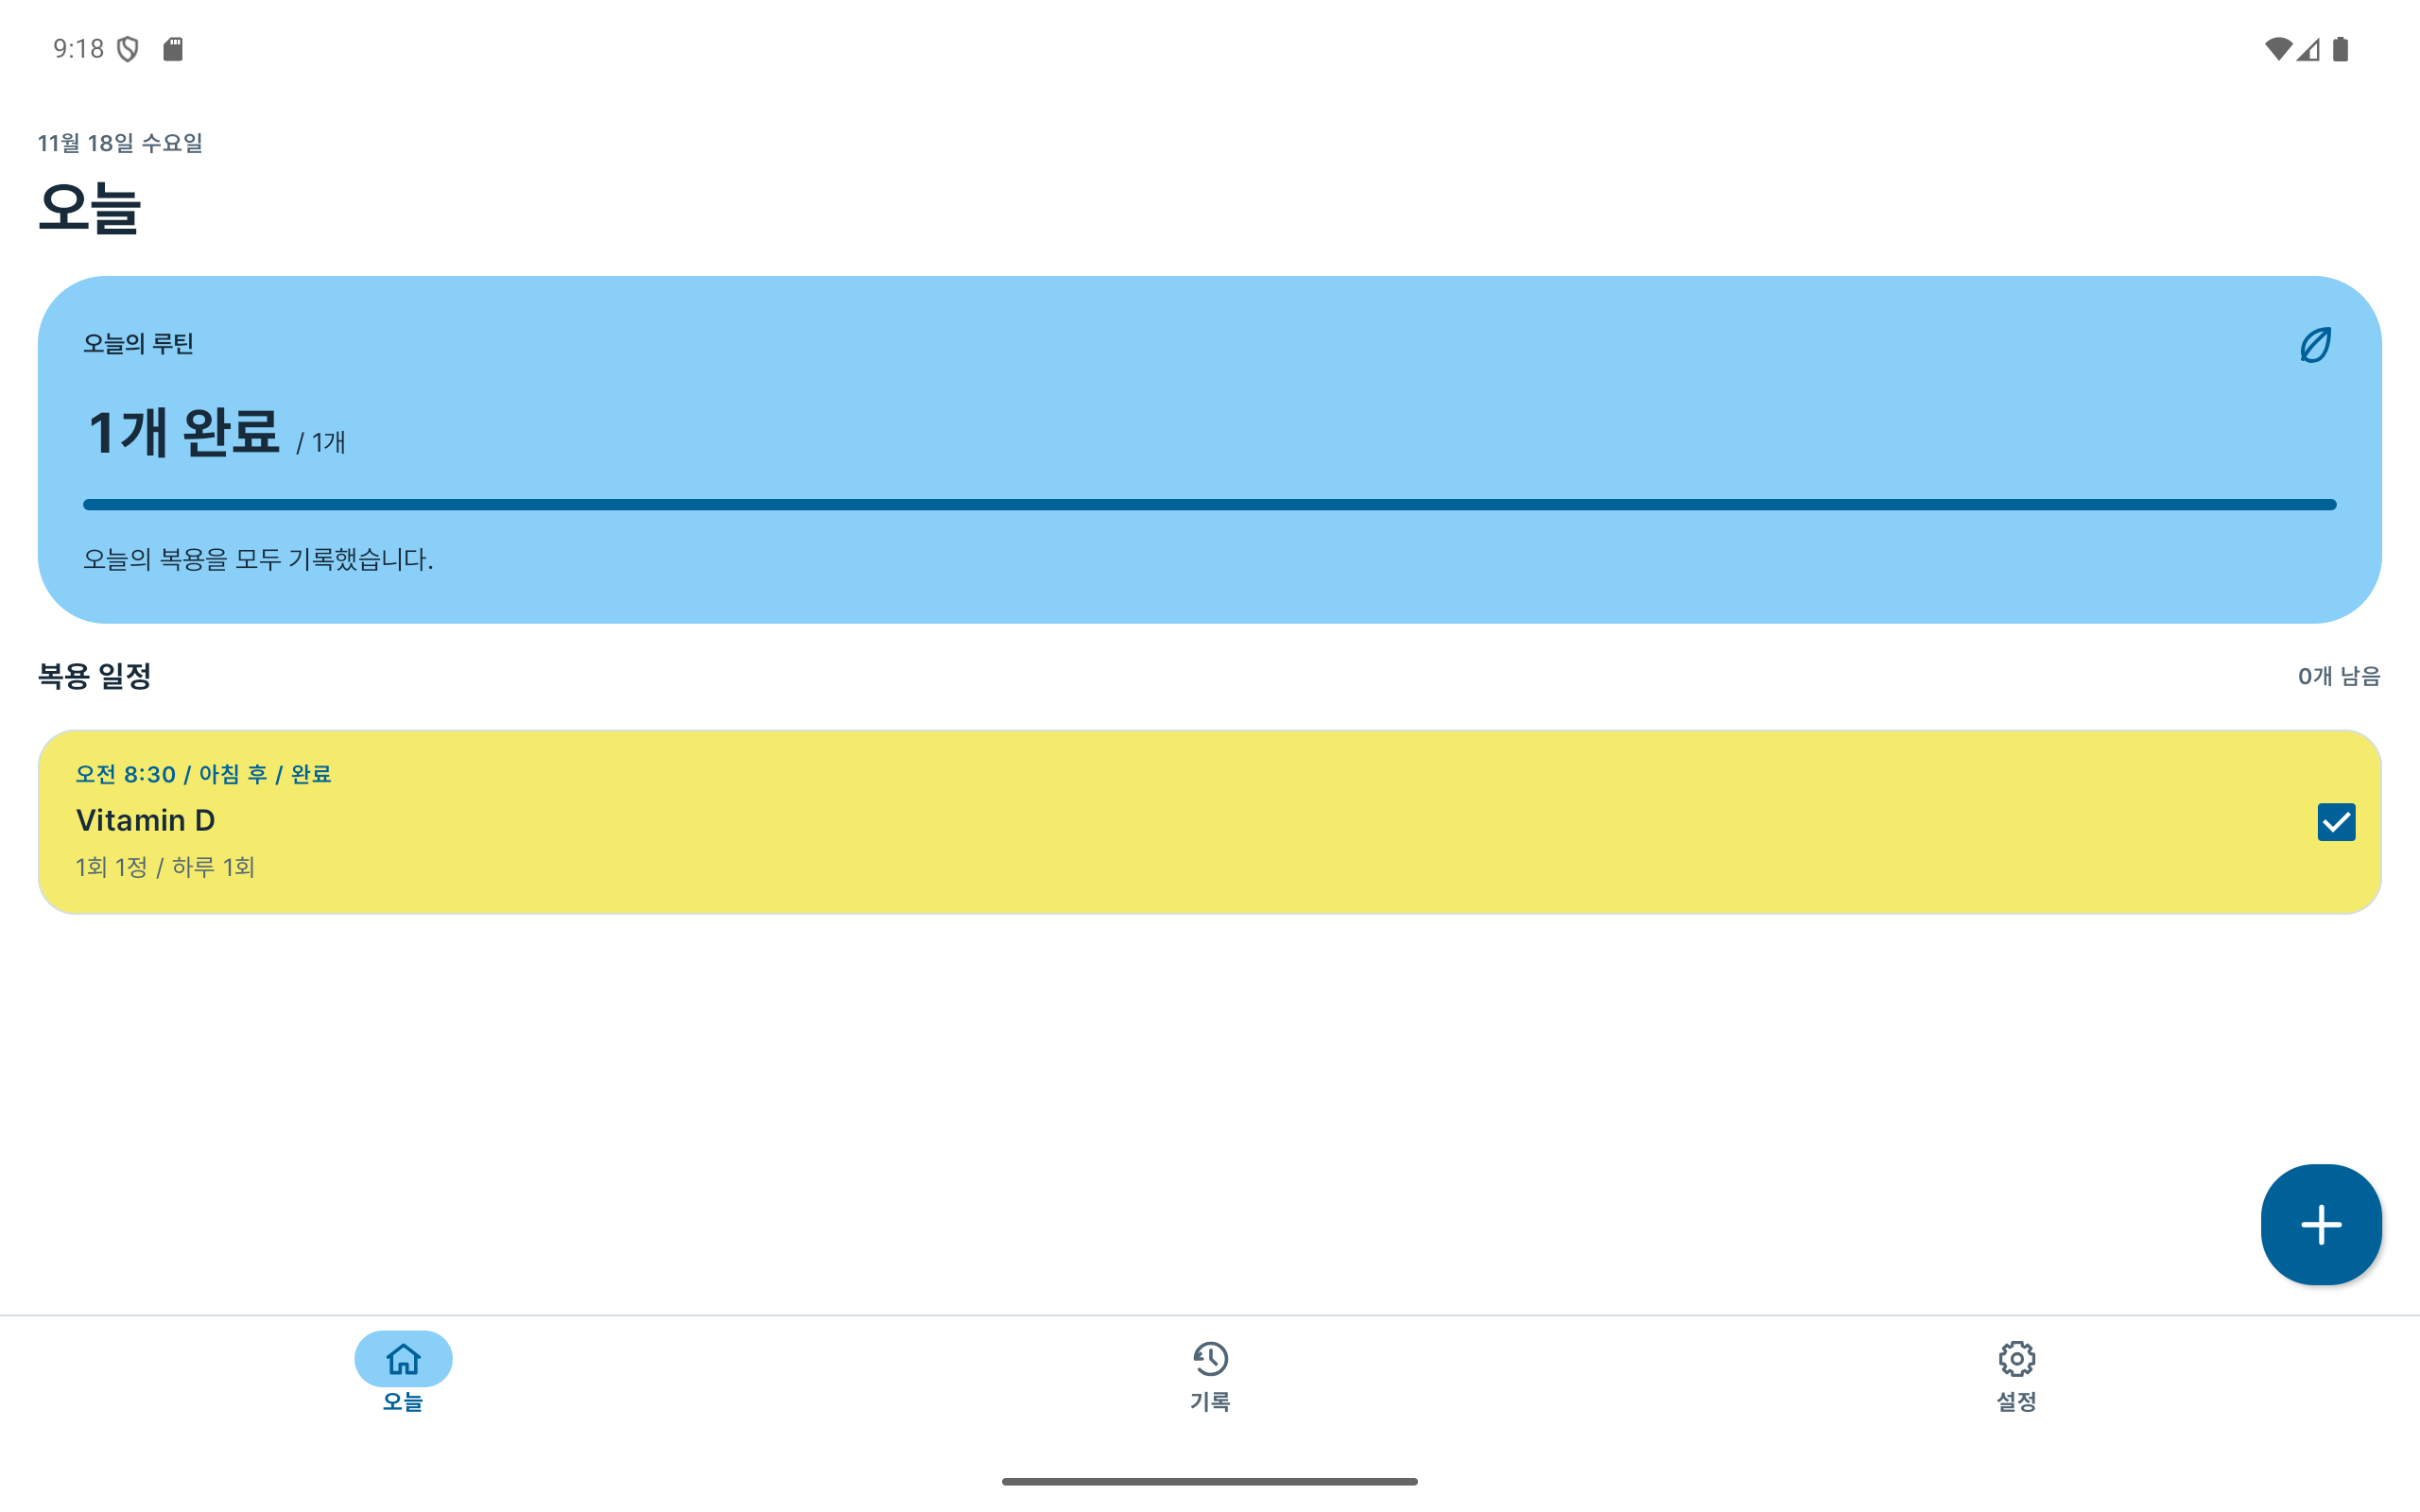 9:18
11월 18일 수요일
오늘
오늘의 루틴
1개 완료 / 1개
오늘의 복용을 모두 기록했습니다.
복용 일정
0개 남음
오전 8:30 / 아침 후 / 완료
Vitamin D
1회 1정 / 하루 1회
오늘
기록
설정